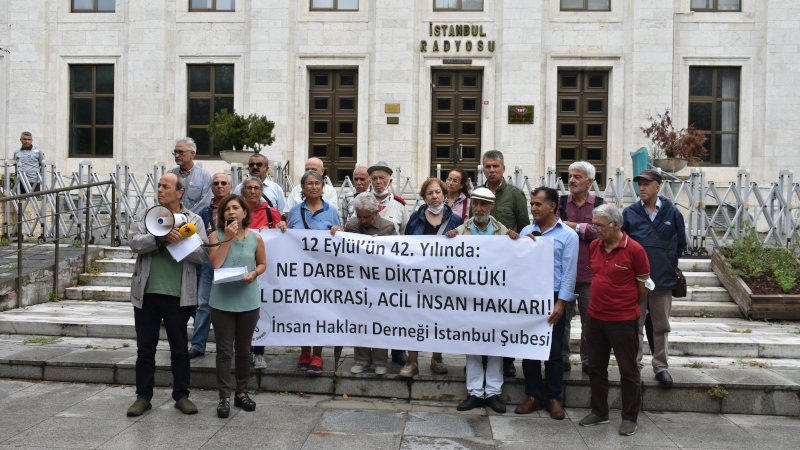 İSTANBUL
RADYOSU
TRT
12 Eylül'ün 42. Yılında:
NE DARBE NE DİKTATÖRLÜK!
DEMOKRASİ, ACİL İNSAN HAKLARI!
İnsan Hakları Derneği İstanbul Şubesi